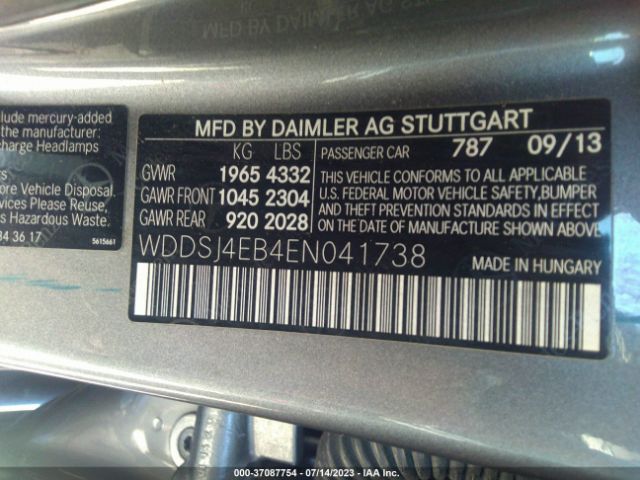 clude mercury-added
the manufacturer:
charge Headlamps
ore Vehicle Disposal.
ces Please Reuse,
s Hazardous Waste.
34 36 17
5615661
MFD BY DAIMLER AG STUTTGART
KG LBS
GVWR 1965 4332
GAWR FRONT 1045 2304
GAWR REAR 920 2028
PASSENGER CAR 787 09/13
THIS VEHICLE CONFORMS TO ALL APPLICABLE
U.S. FEDERAL MOTOR VEHICLE SAFETY,BUMPER
AND THEFT PREVENTION STANDARDS IN EFFECT
ON THE DATE OF MANUFACTURE SHOWN ABOVE.
WDDSJ4EB4EN041738
MADE IN HUNGARY
000-37087754 - 07/14/2023 - IAA Inc.